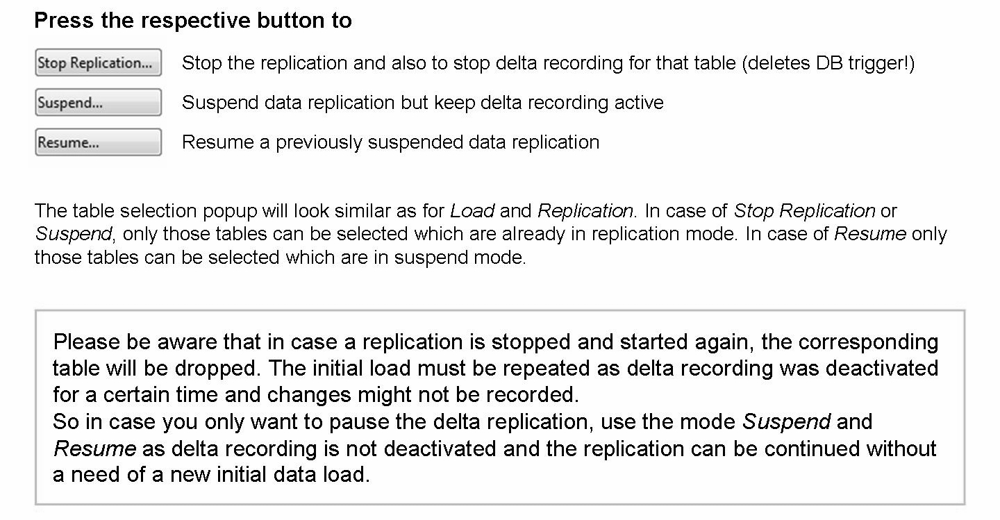 Press the respective button to
Stop Replication... Stop the replication and also to stop delta recording for that table (deletes DB trigger!)
Suspend... Suspend data replication but keep delta recording active
Resume... Resume a previously suspended data replication
The table selection popup will look similar as for Load and Replication. In case of Stop Replication or
Suspend, only those tables can be selected which are already in replication mode. In case of Resume only
those tables can be selected which are in suspend mode.
Please be aware that in case a replication is stopped and started again, the corresponding
table will be dropped. The initial load must be repeated as delta recording was deactivated
for a certain time and changes might not be recorded.
So in case you only want to pause the delta replication, use the mode Suspend and
Resume as delta recording is not deactivated and the replication can be continued without
a need of a new initial data load.